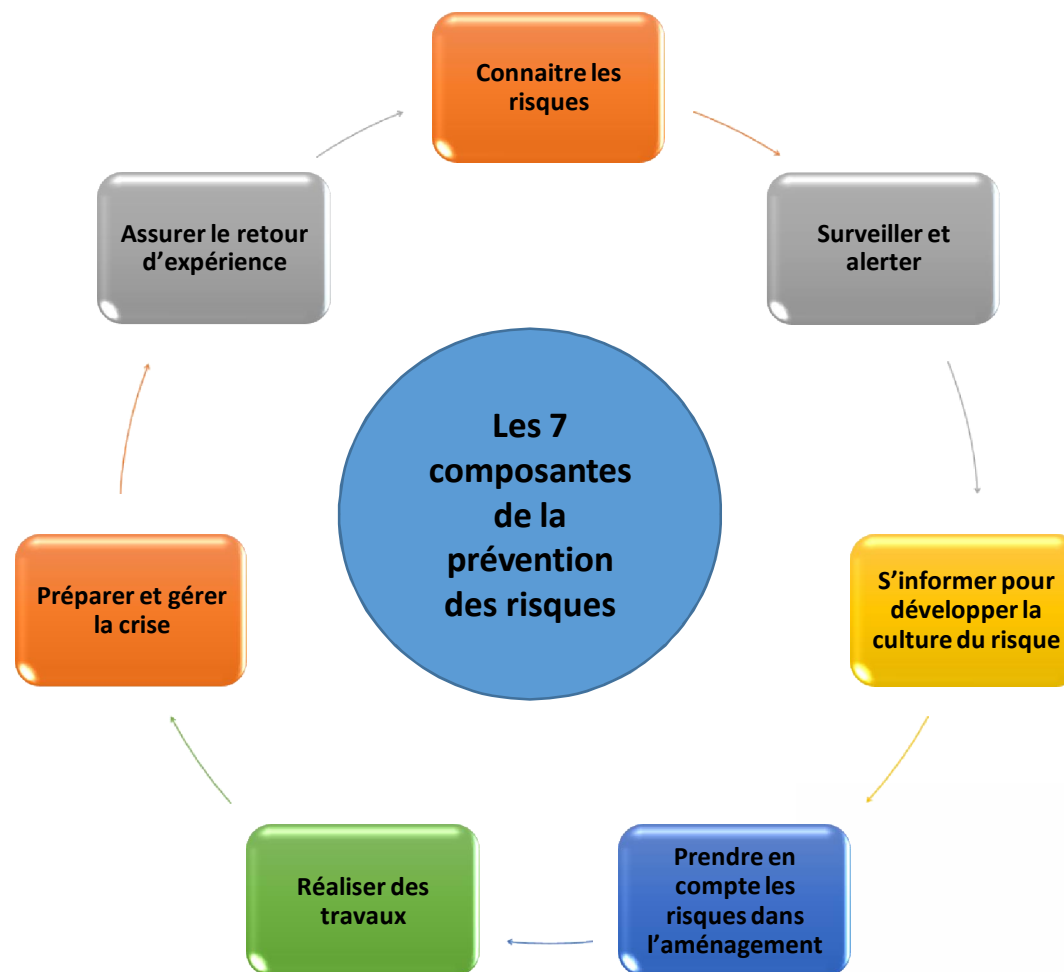 Connaitre les
risques
Surveiller et
alerter
S’informer pour
développer la
culture du risque
Prendre en
compte les
risques dans
l’aménagement
Réaliser des
travaux
Préparer et gérer
la crise
Assurer le retour
d’expérience
Les 7
composantes
de la
prévention
des risques